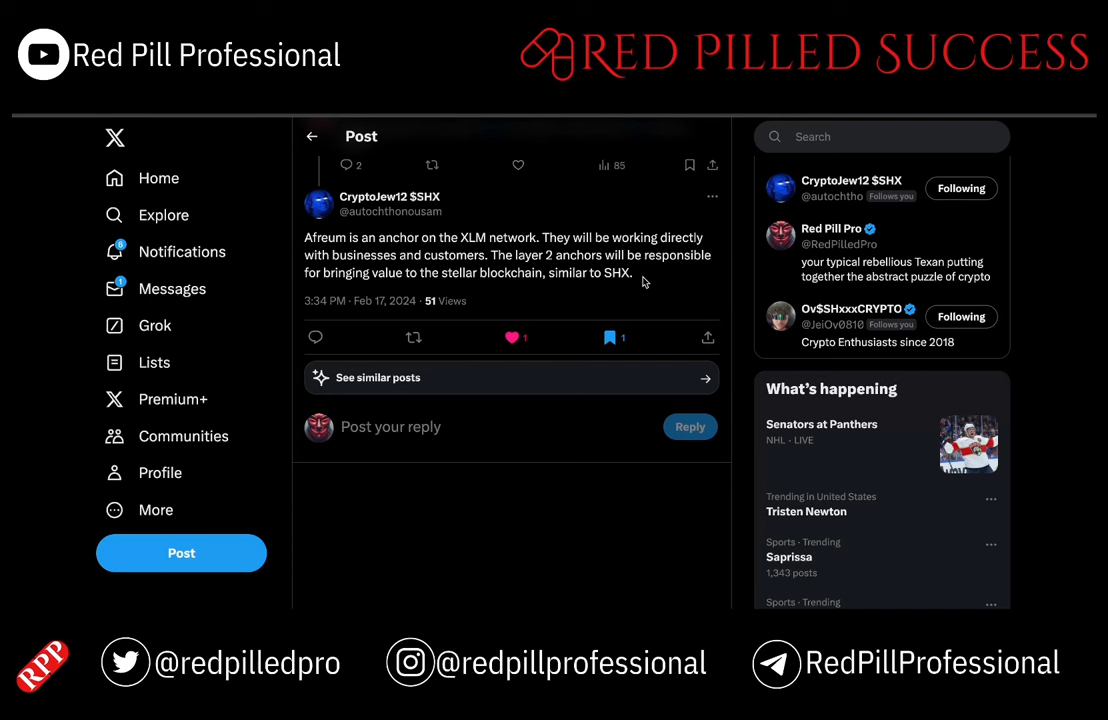 Red Pill Professional
RED PILLED SUCCESS
Post
Search
Home
Explore
6
Notifications
1
Messages
Grok
Lists
Premium+
Communities
Profile
More
Post
2
85
CryptoJew12 $SHX
@autochthonousam
Afreum is an anchor on the XLM network. They will be working directly
with businesses and customers. The layer 2 anchors will be responsible
for bringing value to the stellar blockchain, similar to SHX.
3:34 PM · Feb 17, 2024 · 51 Views
1
1
See similar posts
Post your reply
Reply
CryptoJew12 $SHX
@autochtho Follows you
Following
Red Pill Pro
@RedPilledPro
your typical rebellious Texan putting
together the abstract puzzle of crypto
Ov$SHxxxCRYPTO
@JeiOv0810 Follows you
Following
Crypto Enthusiasts since 2018
What's happening
Senators at Panthers
NHL · LIVE
Trending in United States
Tristen Newton
Sports · Trending
Saprissa
1,343 posts
Sports · Trending
RPP
@redpilledpro
@redpillprofessional
RedPillProfessional